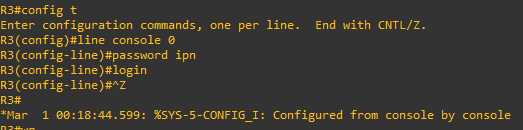 R3#config t
Enter configuration commands, one per line.  End with CNTL/Z.
R3(config)#line console 0
R3(config-line)#password ipn
R3(config-line)#login
R3(config-line)#^Z
R3#
*Mar  1 00:18:44.599: %SYS-5-CONFIG_I: Configured from console by console
R3#wr